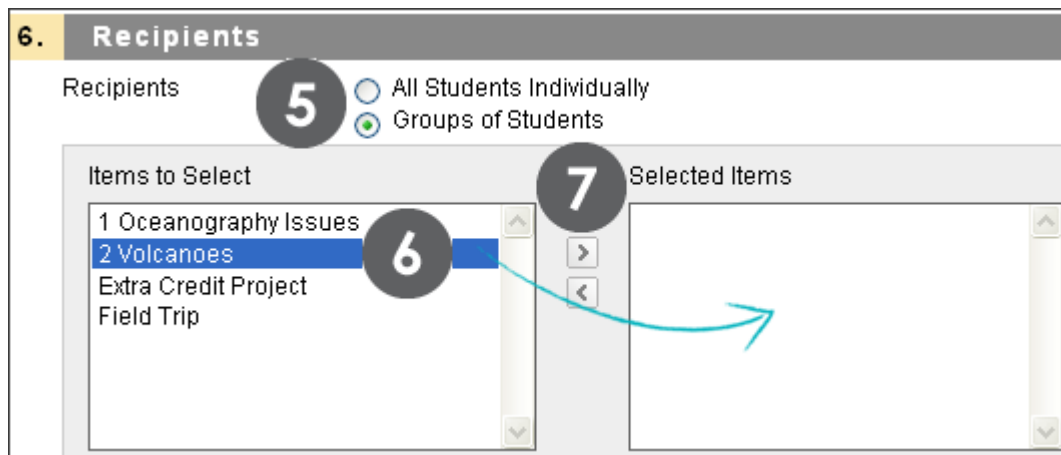 6. Recipients
Recipients
5
All Students Individually
Groups of Students
Items to Select
7
Selected Items
1 Oceanography Issues
2 Volcanoes
6
Extra Credit Project
Field Trip
>
<